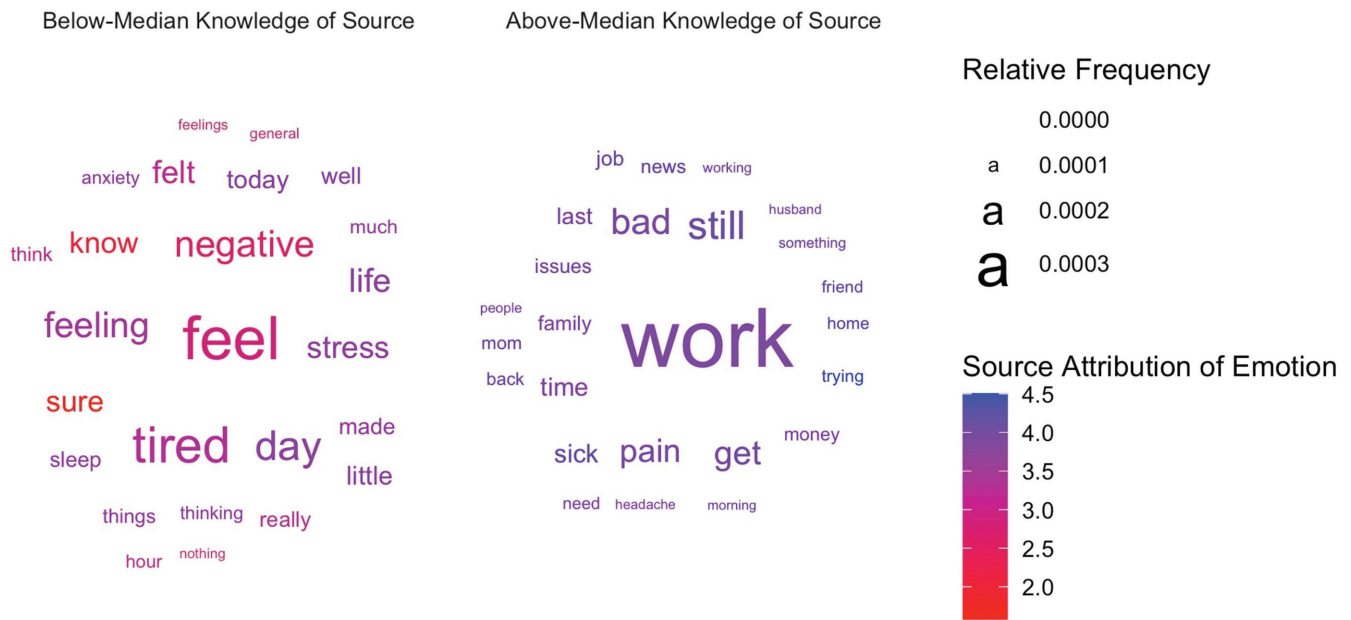 Below-Median Knowledge of Source
Above-Median Knowledge of Source
feelings
general
anxiety
felt
today
well
much
think
know
negative
life
feeling
feel
stress
sure
sleep
tired
day
made
little
things
thinking
really
hour
nothing
job
news
working
last
bad
still
husband
something
issues
friend
people
family
work
home
mom
back
time
trying
sick
pain
get
money
need
headache
morning
Relative Frequency
0.0000
a 0.0001
a 0.0002
a 0.0003
Source Attribution of Emotion
4.5
4.0
3.5
3.0
2.5
2.0